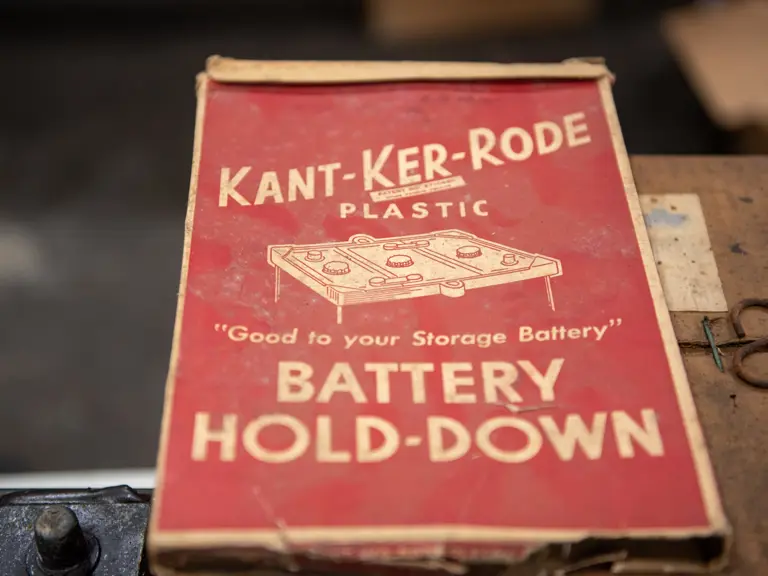 KANT-KER-RODE
PLASTIC
"Good to your Storage Battery"
BATTERY
HOLD-DOWN